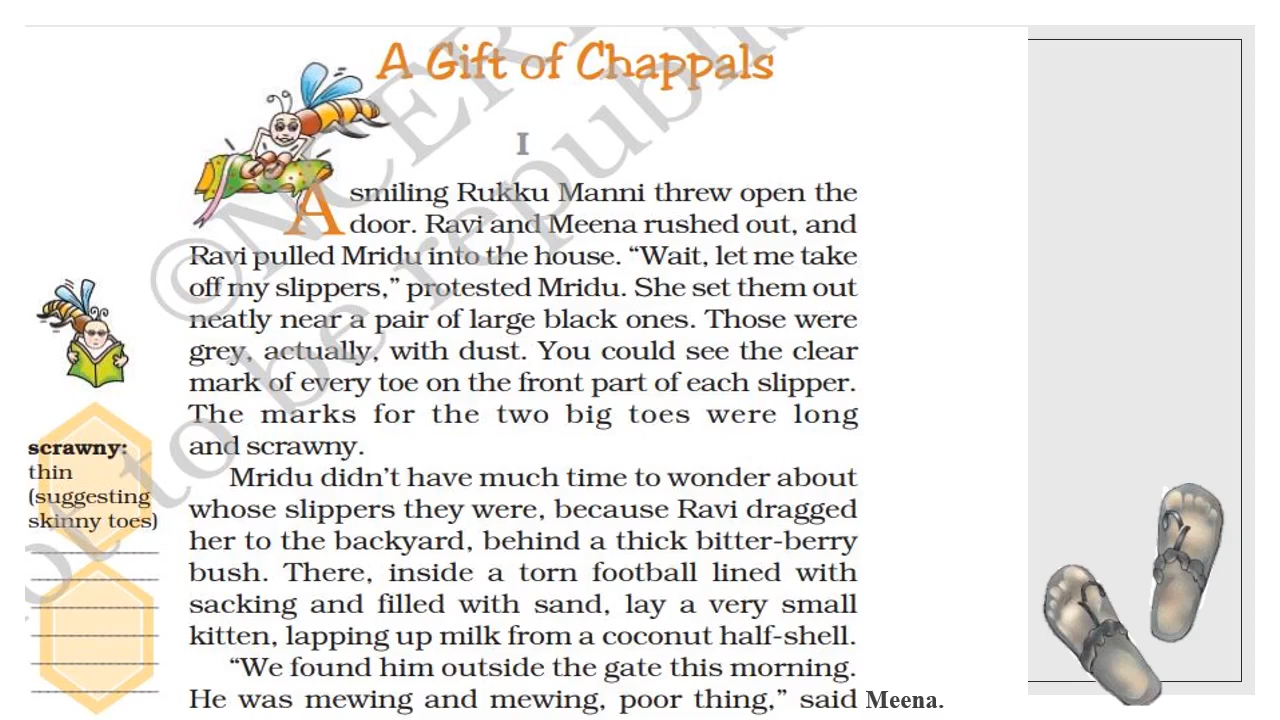 A Gift of Chappals
I
A smiling Rukku Manni threw open the
door. Ravi and Meena rushed out, and
Ravi pulled Mridu into the house. “Wait, let me take
off my slippers,” protested Mridu. She set them out
neatly near a pair of large black ones. Those were
grey, actually, with dust. You could see the clear
mark of every toe on the front part of each slipper.
The marks for the two big toes were long
and scrawny.
scrawny:
thin
(suggesting
skinny toes)
Mridu didn’t have much time to wonder about
whose slippers they were, because Ravi dragged
her to the backyard, behind a thick bitter-berry
bush. There, inside a torn football lined with
sacking and filled with sand, lay a very small
kitten, lapping up milk from a coconut half-shell.
“We found him outside the gate this morning.
He was mewing and mewing, poor thing,” said Meena.
©NCERT
not to be republis